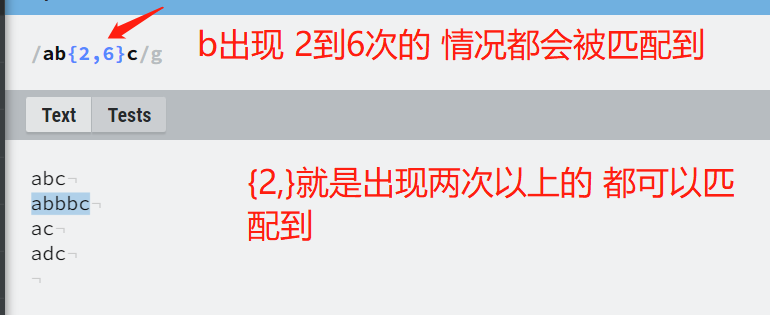 /ab{2,6}c/g
b出现 2到6次的 情况都会被匹配到
Text Tests
abc¬
abbbc¬
ac¬
adc¬
¬
{2,}就是出现两次以上的 都可以匹
配到